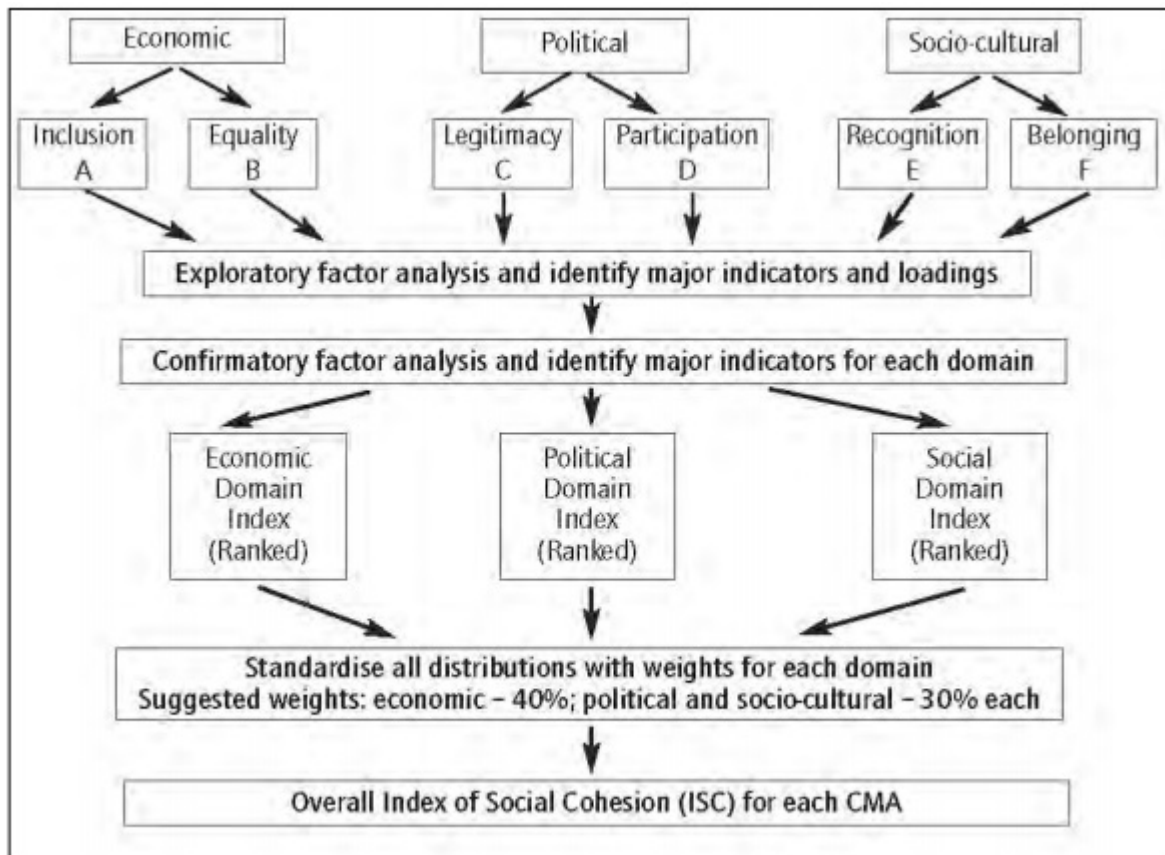 Economic
Political
Socio-cultural
Inclusion
A
Equality
B
Legitimacy
C
Participation
D
Recognition
E
Belonging
F
Exploratory factor analysis and identify major indicators and loadings
Confirmatory factor analysis and identify major indicators for each domain
Economic
Domain
Index
(Ranked)
Political
Domain
Index
(Ranked)
Social
Domain
Index
(Ranked)
Standardise all distributions with weights for each domain
Suggested weights: economic – 40%; political and socio-cultural – 30% each
Overall Index of Social Cohesion (ISC) for each CMA